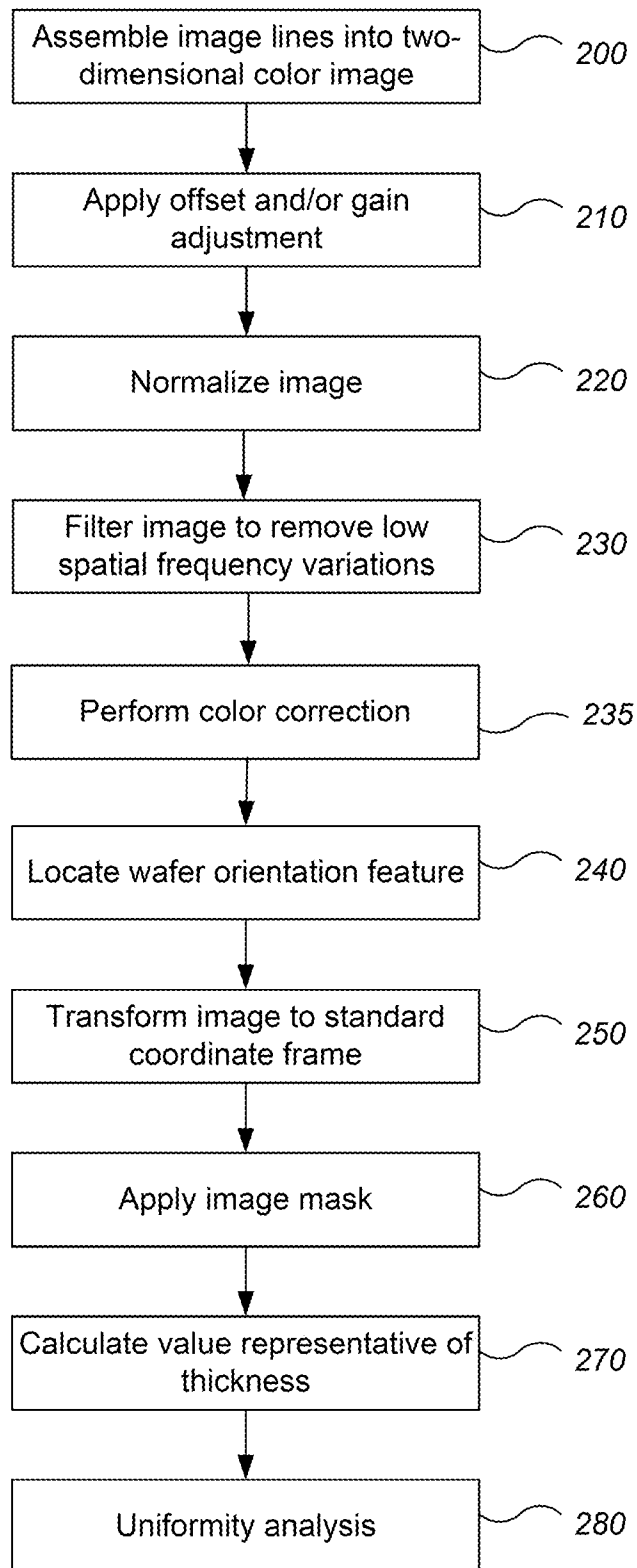 Assemble image lines into two-
dimensional color image
200
Apply offset and/or gain
adjustment
210
Normalize image
220
Filter image to remove low
spatial frequency variations
230
Perform color correction
235
Locate wafer orientation feature
240
Transform image to standard
coordinate frame
250
Apply image mask
260
Calculate value representative of
thickness
270
Uniformity analysis
280